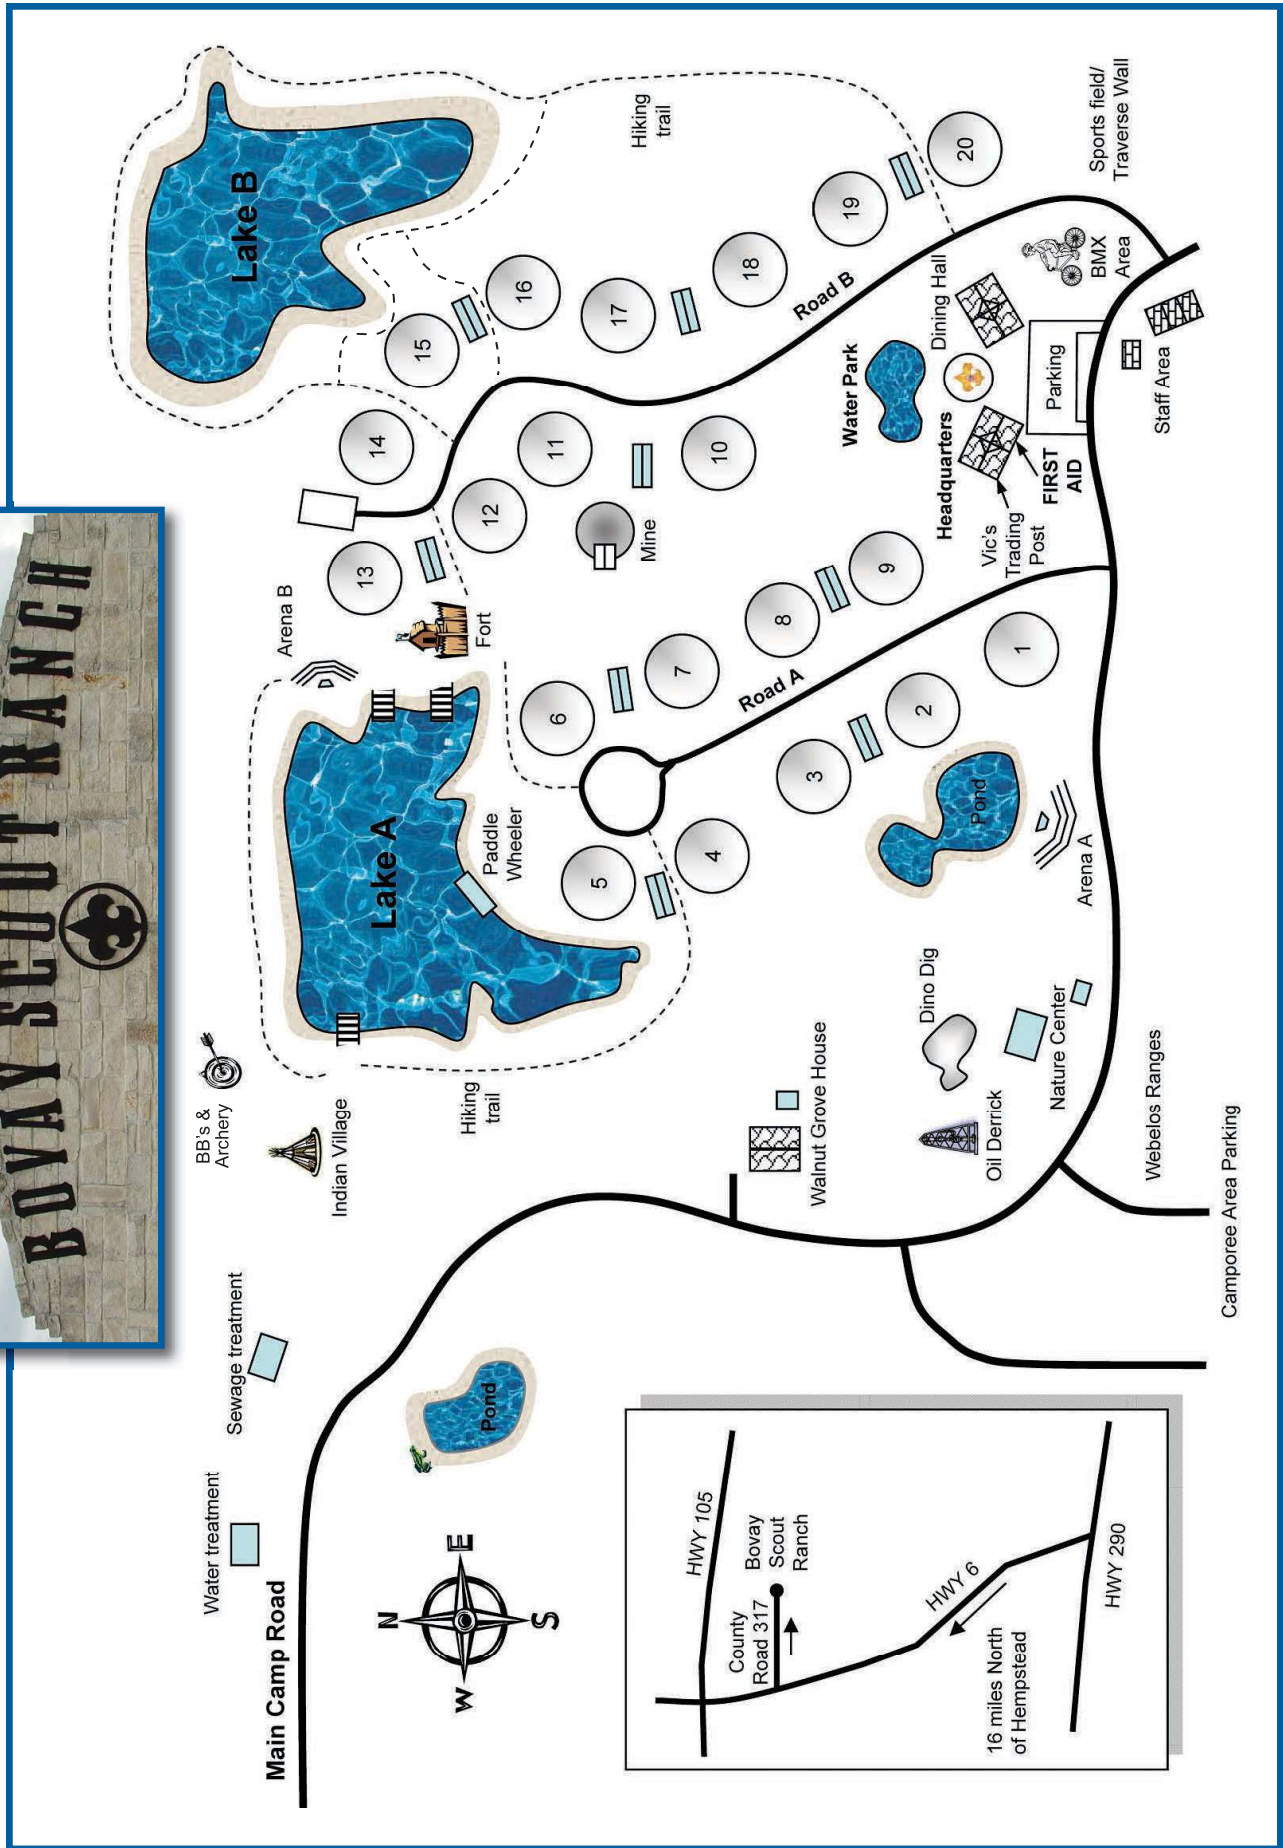 BOVAY SCOUT RANCH
Water treatment
Sewage treatment
BB's &
Archery
Indian Village
Main Camp Road
N
W
E
S
Pond
Hiking
trail
Lake A
Paddle
Wheeler
Arena B
Fort
Lake B
Hiking
trail
13
14
15
16
17
18
19
20
12
11
10
Mine
6
7
8
9
5
4
3
2
1
Road A
Road B
Water Park
Dining Hall
Headquarters
Vic's
Trading
Post
FIRST
AID
Parking
BMX
Area
Sports field/
Traverse Wall
Staff Area
Pond
Arena A
Walnut Grove House
Dino Dig
Oil Derrick
Nature Center
Webelos Ranges
Camporee Area Parking
HWY 105
County
Road 317
Bovay
Scout
Ranch
HWY 6
16 miles North
of Hempstead
HWY 290